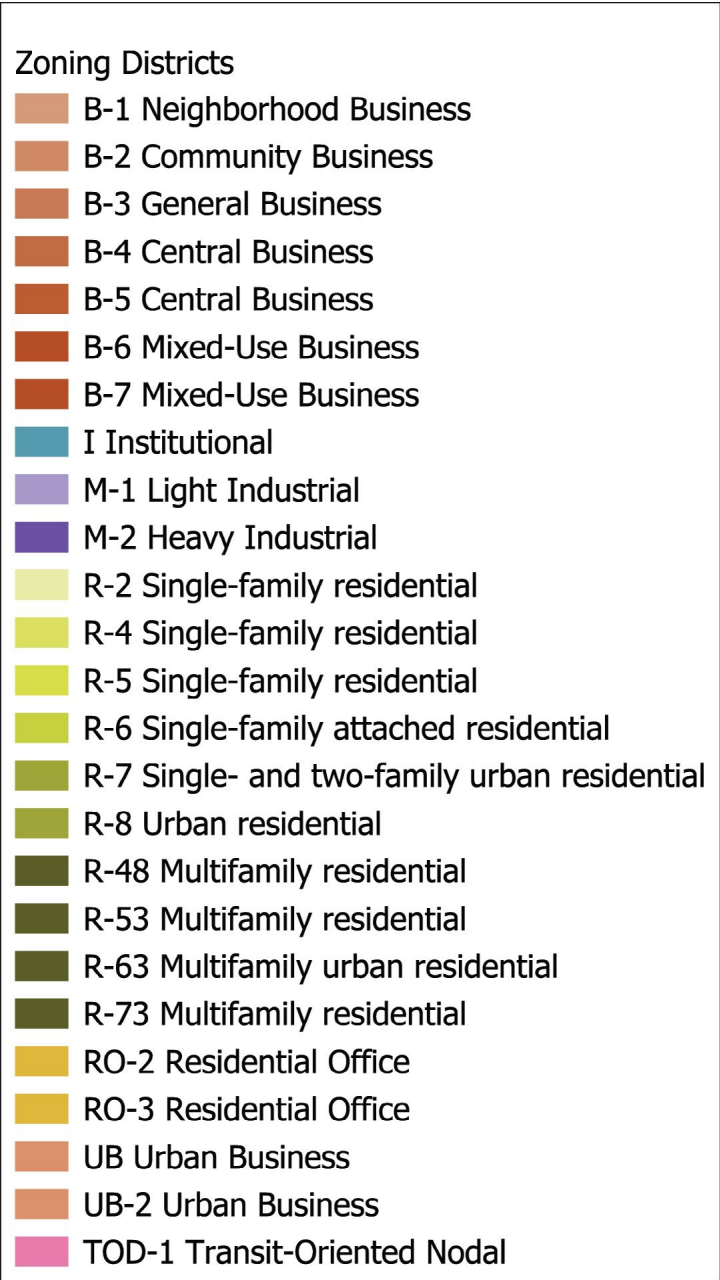 Zoning Districts
B-1 Neighborhood Business
B-2 Community Business
B-3 General Business
B-4 Central Business
B-5 Central Business
B-6 Mixed-Use Business
B-7 Mixed-Use Business
I Institutional
M-1 Light Industrial
M-2 Heavy Industrial
R-2 Single-family residential
R-4 Single-family residential
R-5 Single-family residential
R-6 Single-family attached residential
R-7 Single- and two-family urban residential
R-8 Urban residential
R-48 Multifamily residential
R-53 Multifamily residential
R-63 Multifamily urban residential
R-73 Multifamily residential
RO-2 Residential Office
RO-3 Residential Office
UB Urban Business
UB-2 Urban Business
TOD-1 Transit-Oriented Nodal